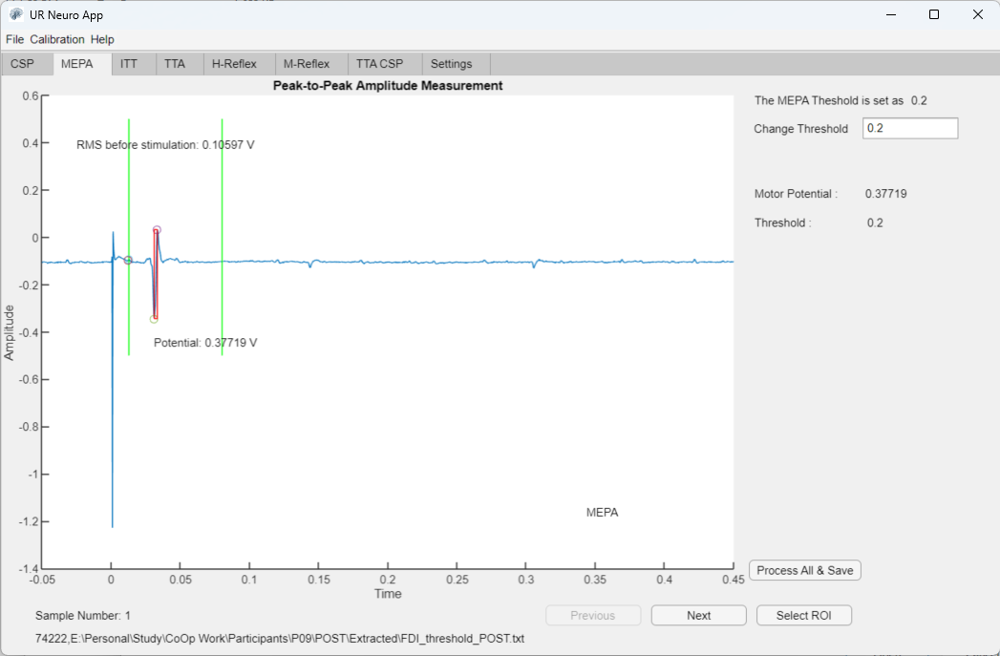 UR Neuro App
File Calibration Help
CSP MEPA ITT TTA H-Reflex M-Reflex TTA CSP Settings
Peak-to-Peak Amplitude Measurement
0.6
0.4
0.2
0
-0.2
-0.4
-0.6
-0.8
-1
-1.2
-1.4
Amplitude
RMS before stimulation: 0.10597 V
Potential: 0.37719 V
MEPA
-0.05 0 0.05 0.1 0.15 0.2 0.25 0.3 0.35 0.4 0.45
Time
The MEPA Theshold is set as 0.2
Change Threshold 0.2
Motor Potential : 0.37719
Threshold : 0.2
Process All & Save
Sample Number: 1
Previous Next Select ROI
74222,E:\Personal\Study\CoOp Work\Participants\P09\POST\Extracted\FDI_threshold_POST.txt